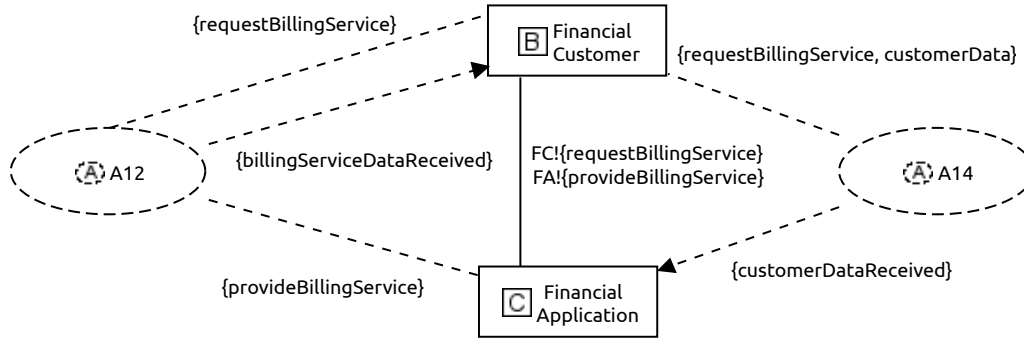 {requestBillingService}
B Financial
Customer
{requestBillingService, customerData}
{billingServiceDataReceived}
FC!{requestBillingService}
FA!{provideBillingService}
A A12
A A14
{customerDataReceived}
{provideBillingService}
C Financial
Application